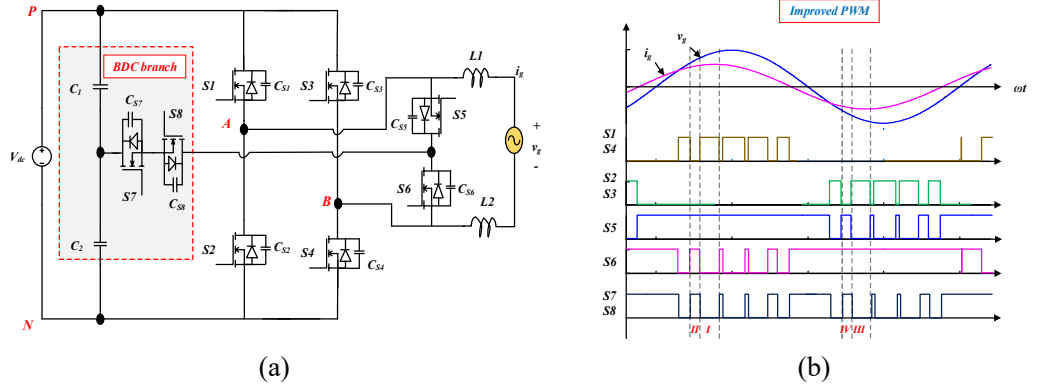 P
BDC branch
C1
CS7
S8
Vdc
S7
CS8
C2
N
S1
CS1
S3
CS3
A
L1
ig
CS5
S5
+
vg
-
S6
CS6
B
L2
S2
CS2
S4
CS4
(a)
Improved PWM
vg
ig
ωt
S1
S4
S2
S3
S5
S6
S7
S8
II I IV III
(b)